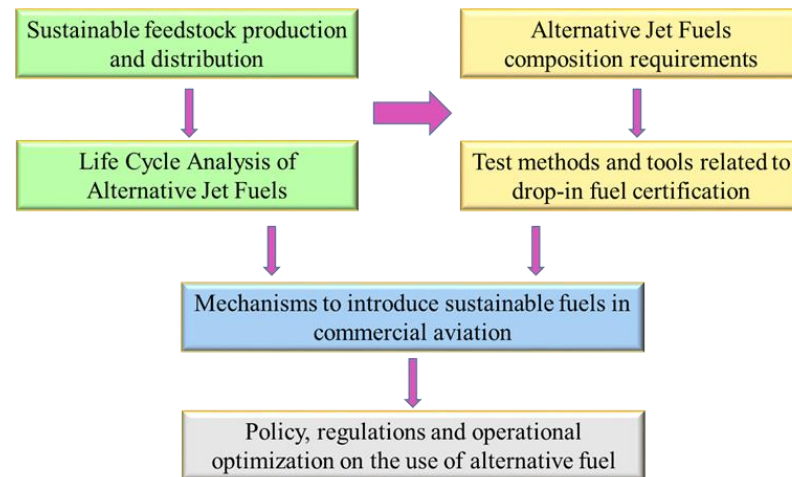 Sustainable feedstock production
and distribution
Alternative Jet Fuels
composition requirements
Life Cycle Analysis of
Alternative Jet Fuels
Test methods and tools related to
drop-in fuel certification
Mechanisms to introduce sustainable fuels in
commercial aviation
Policy, regulations and operational
optimization on the use of alternative fuel